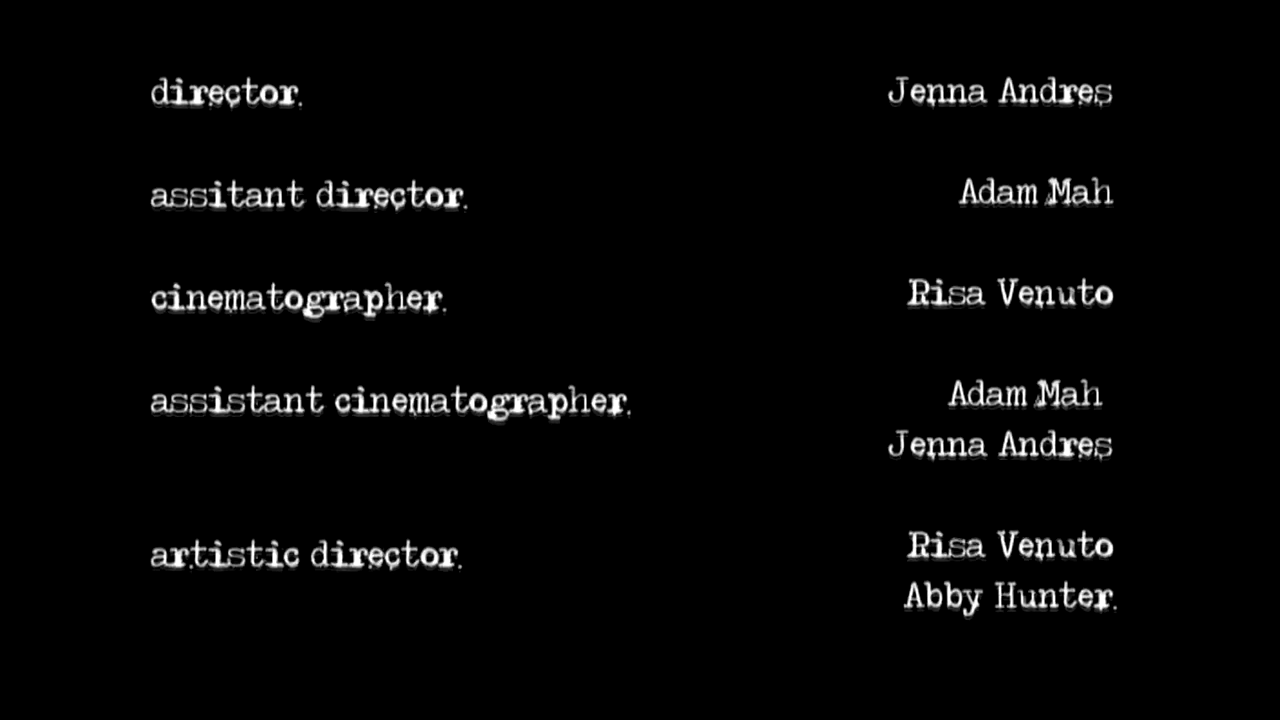 director. Jenna Andres
assitant director. Adam Mah
cinematographer. Risa Venuto
assistant cinematographer. Adam Mah
Jenna Andres
artistic director. Risa Venuto
Abby Hunter.